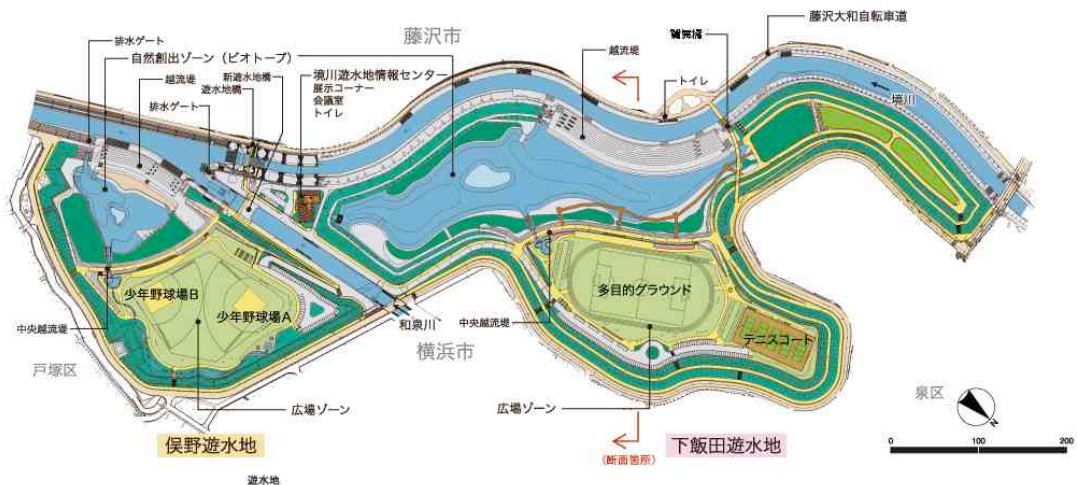 藤沢大和自転車道
排水ゲート
藤沢市
鷺舞橋
自然創出ゾーン（ビオトープ）
越流堤
新遊水地橋
境川遊水地情報センター
越流堤
遊水地橋
展示コーナー
トイレ
排水ゲート
会議室
トイレ
境川
少年野球場B
多目的グラウンド
少年野球場A
中央越流堤
和泉川
中央越流堤
テニスコート
横浜市
戸塚区
泉区
広場ゾーン
広場ゾーン
N
俣野遊水地
下飯田遊水地
(断面箇所)
0 100 200
遊水地